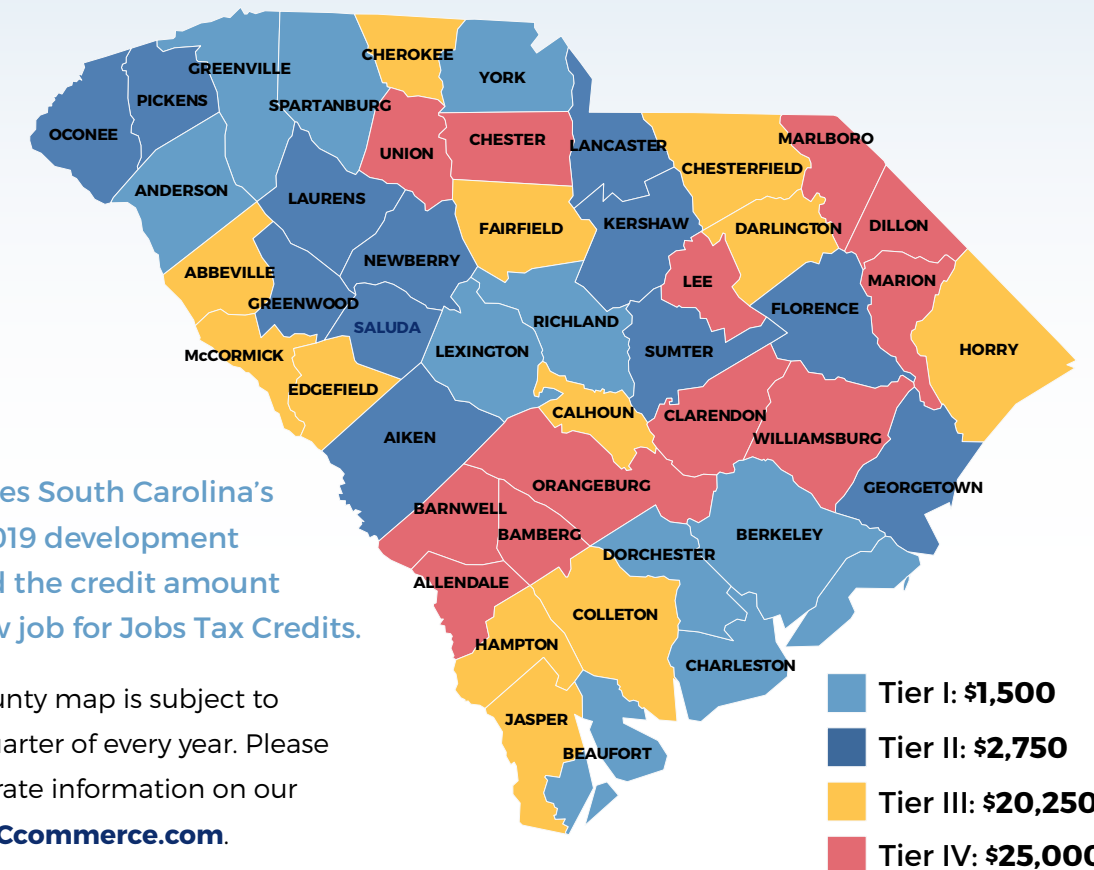 CHEROKEE
GREENVILLE
YORK
PICKENS
SPARTANBURG
OCONEE
UNION
CHESTER
LANCASTER
MARLBORO
CHESTERFIELD
ANDERSON
LAURENS
FAIRFIELD
KERSHAW
DARLINGTON
DILLON
ABBEVILLE
NEWBERRY
LEE
MARION
GREENWOOD
FLORENCE
SALUDA
RICHLAND
LEXINGTON
SUMTER
HORRY
McCORMICK
EDGEFIELD
CALHOUN
CLARENDON
AIKEN
WILLIAMSBURG
ORANGEBURG
GEORGETOWN
BARNWELL
BAMBERG
BERKELEY
DORCHESTER
ALLENDALE
COLLETON
HAMPTON
CHARLESTON
JASPER
BEAUFORT
es South Carolina's
019 development
d the credit amount
w job for Jobs Tax Credits.
unty map is subject to
uarter of every year. Please
rate information on our
Ccommerce.com.
Tier I: $1,500
Tier II: $2,750
Tier III: $20,250
Tier IV: $25,000